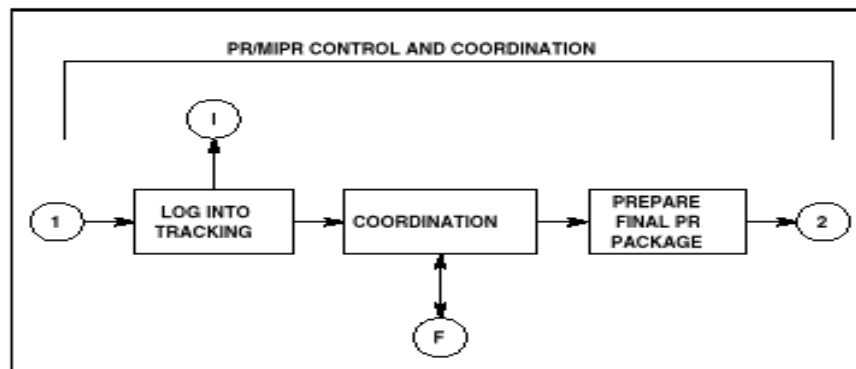 PR/MIPR CONTROL AND COORDINATION
I
1
LOG INTO
TRACKING
COORDINATION
PREPARE
FINAL PR
PACKAGE
2
F